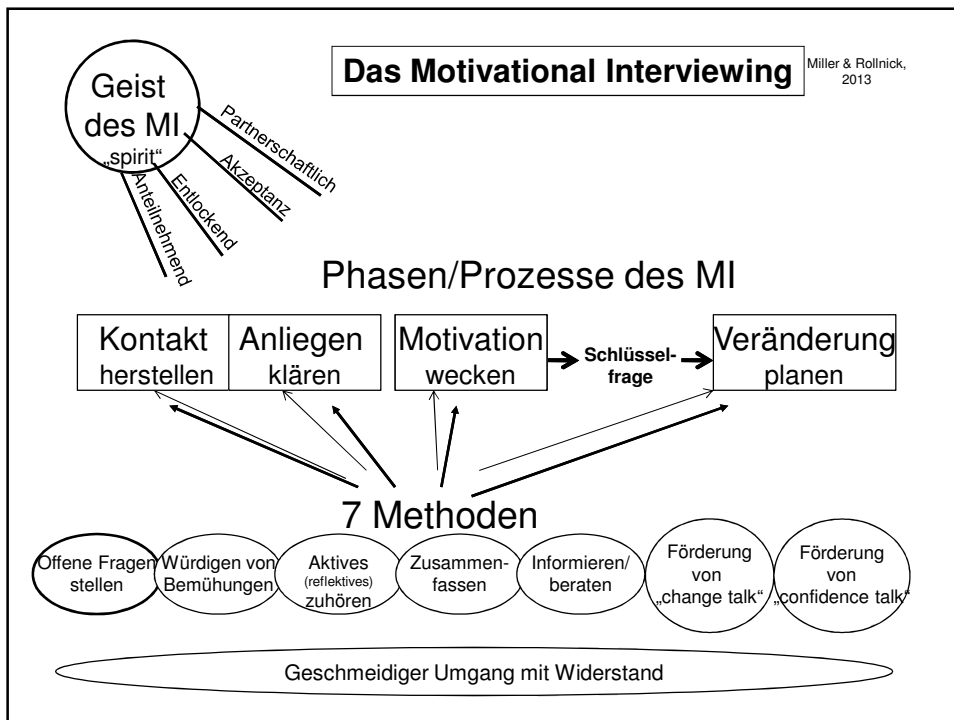 Das Motivational Interviewing
Miller & Rollnick,
2013
Geist
des MI
„spirit“
Partnerschaftlich
Akzeptanz
Entlockend
Anteilnehmend
Phasen/Prozesse des MI
Kontakt
herstellen
Anliegen
klären
Motivation
wecken
Schlüssel-
frage
Veränderung
planen
7 Methoden
Offene Fragen
stellen
Würdigen von
Bemühungen
Aktives
(reflektives)
zuhören
Zusammen-
fassen
Informieren/
beraten
Förderung
von
„change talk“
Förderung
von
„confidence talk“
Geschmeidiger Umgang mit Widerstand